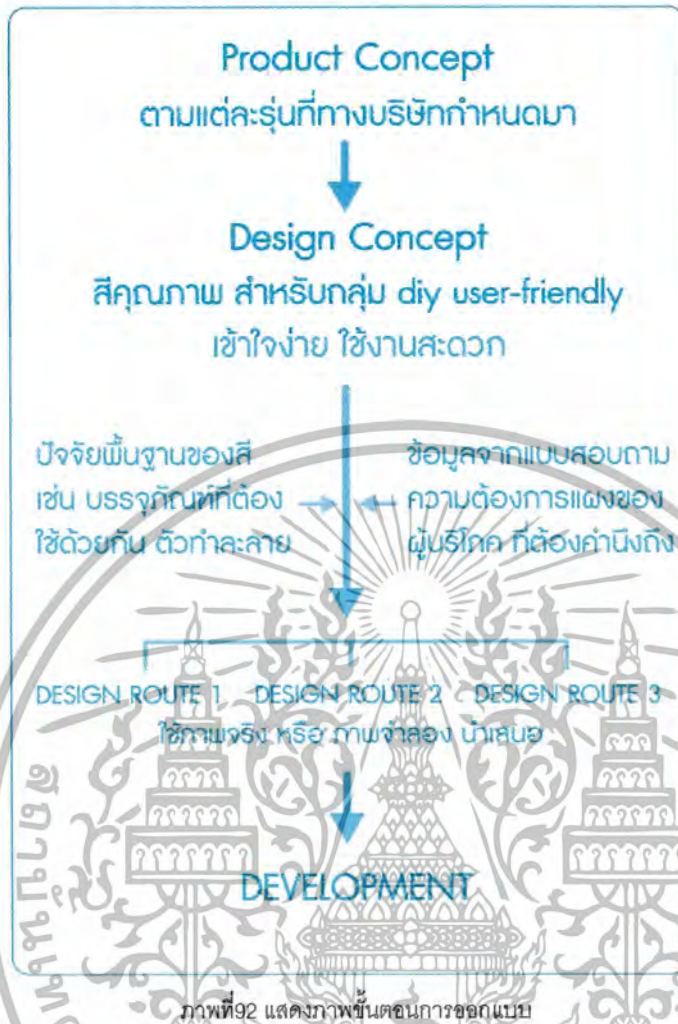 Product Concept
ตามแต่ละรุ่นที่ทางบริษัทกำหนดมา
Design Concept
สีคุณภาพ สำหรับกลุ่ม diy user-friendly
เข้าใจง่าย ใช้งานสะดวก
ปัจจัยพื้นฐานของสี
เช่น บรรจุภัณฑ์ที่ต้อง
ใช้ด้วยกัน ตัวทำละลาย
ข้อมูลจากแบบสอบถาม
ความต้องการแฝงของ
ผู้บริโภค ที่ต้องคำนึงถึง
DESIGN ROUTE 1 DESIGN ROUTE 2 DESIGN ROUTE 3
ใช้ภาพจริง หรือ ภาพจำลอง นำเสนอ
DEVELOPMENT
ภาพที่92 แสดงภาพขั้นตอนการออกแบบ